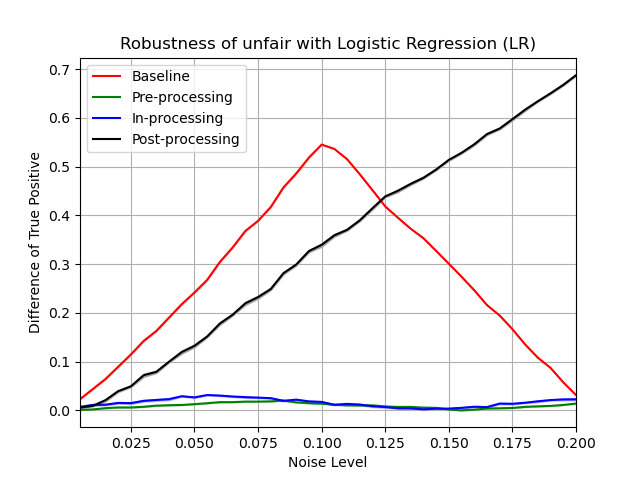 Robustness of unfair with Logistic Regression (LR)
Difference of True Positive
0.7
0.6
0.5
0.4
0.3
0.2
0.1
0.0
Baseline
Pre-processing
In-processing
Post-processing
0.025 0.050 0.075 0.100 0.125 0.150 0.175 0.200
Noise Level